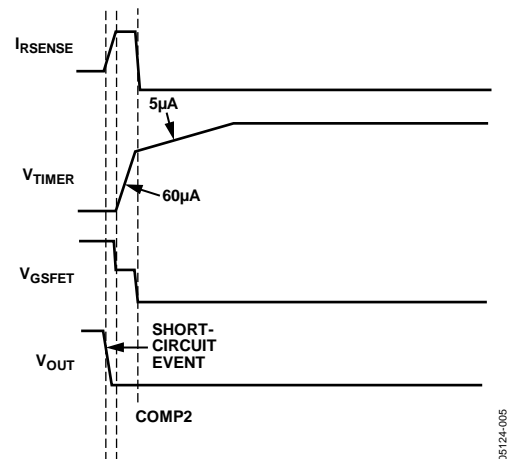 IRSENSE
5µA
VTIMER
60µA
VGSFET
SHORT-
CIRCUIT
EVENT
VOUT
COMP2
05124-005